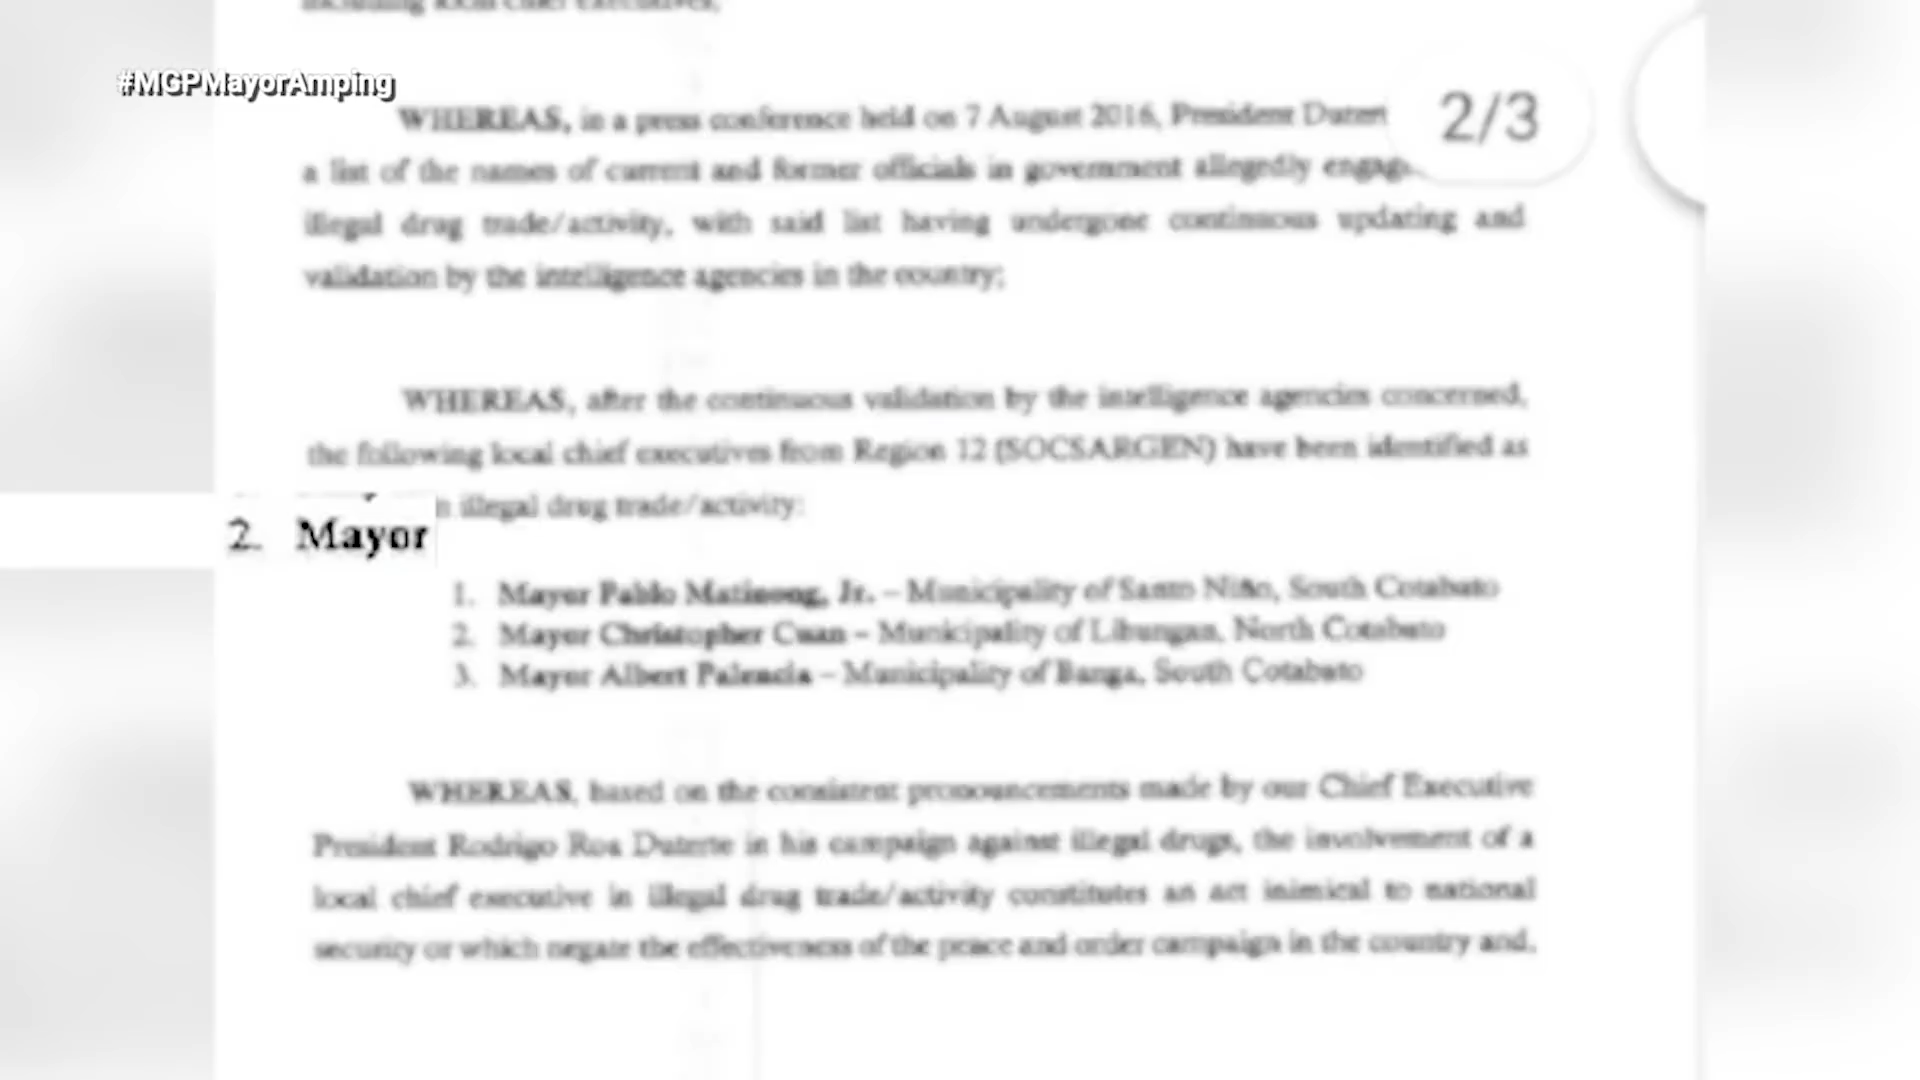 including local chief executives;
#MGPMayorAmping
WHEREAS, in a press conference held on 7 August 2016, President Dutert
2/3
a list of the names of current and former officials in government allegedly engag
illegal drug trade/activity, with said list having undergone continuous updating and
validation by the intelligence agencies in the country;
WHEREAS, after the continuous validation by the intelligence agencies concerned,
the following local chief executives from Region 12 (SOCSARGEN) have been identified as
n illegal drug trade/activity:
2. Mayor
1. Mayor Pablo Matinong, Jr. – Municipality of Santo Niño, South Cotabato
2. Mayor Christopher Cuan – Municipality of Libungan, North Cotabato
3. Mayor Albert Palencia – Municipality of Banga, South Cotabato
WHEREAS, based on the consistent pronouncements made by our Chief Executive
President Rodrigo Roa Duterte in his campaign against illegal drugs, the involvement of a
local chief executive in illegal drug trade/activity constitutes an act inimical to national
security or which negate the effectiveness of the peace and order campaign in the country and,